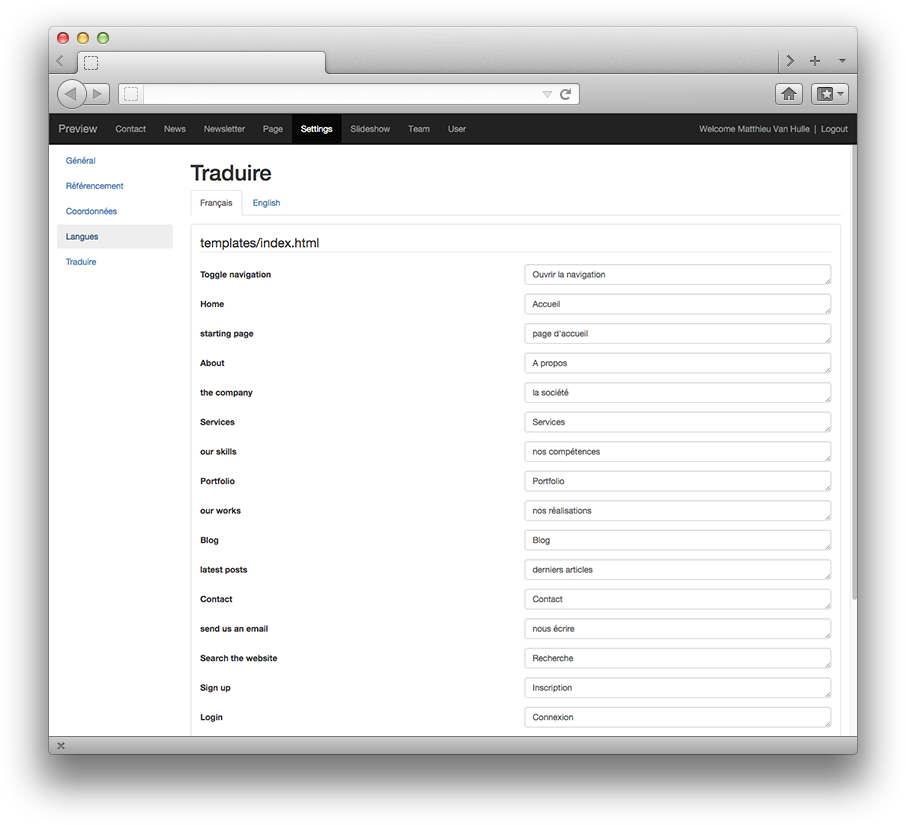 Preview Contact News Newsletter Page Settings Slideshow Team User Welcome Matthieu Van Hulle | Logout
Général
Référencement
Coordonnées
Langues
Traduire
Traduire
Français English
templates/index.html
Toggle navigation Ouvrir la navigation
Home Accueil
starting page page d'accueil
About A propos
the company la société
Services Services
our skills nos compétences
Portfolio Portfolio
our works nos réalisations
Blog Blog
latest posts derniers articles
Contact Contact
send us an email nous écrire
Search the website Recherche
Sign up Inscription
Login Connexion